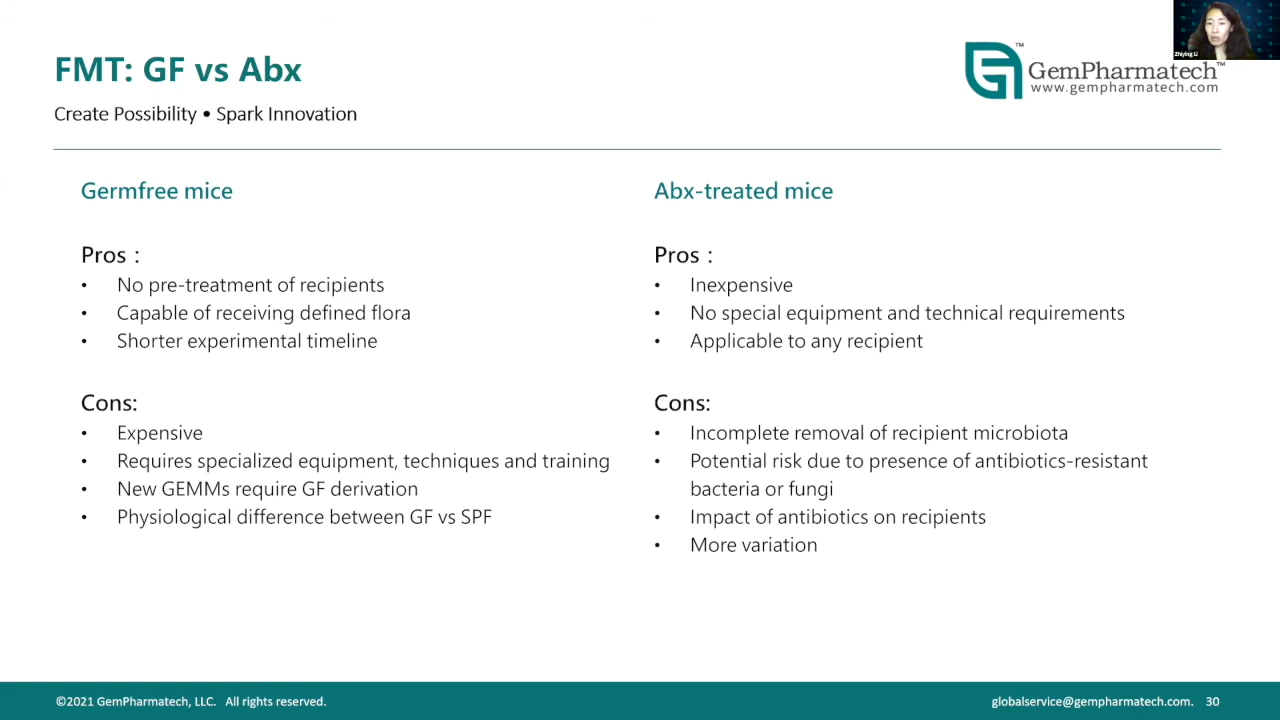 FMT: GF vs Abx
Create Possibility • Spark Innovation
GemPharmatech™
www.gempharmatech.com
Zhiying Li
Germfree mice
Pros :
• No pre-treatment of recipients
• Capable of receiving defined flora
• Shorter experimental timeline
Cons:
• Expensive
• Requires specialized equipment, techniques and training
• New GEMMs require GF derivation
• Physiological difference between GF vs SPF
Abx-treated mice
Pros :
• Inexpensive
• No special equipment and technical requirements
• Applicable to any recipient
Cons:
• Incomplete removal of recipient microbiota
• Potential risk due to presence of antibiotics-resistant
bacteria or fungi
• Impact of antibiotics on recipients
• More variation
©2021 GemPharmatech, LLC. All rights reserved.
globalservice@gempharmatech.com. 30